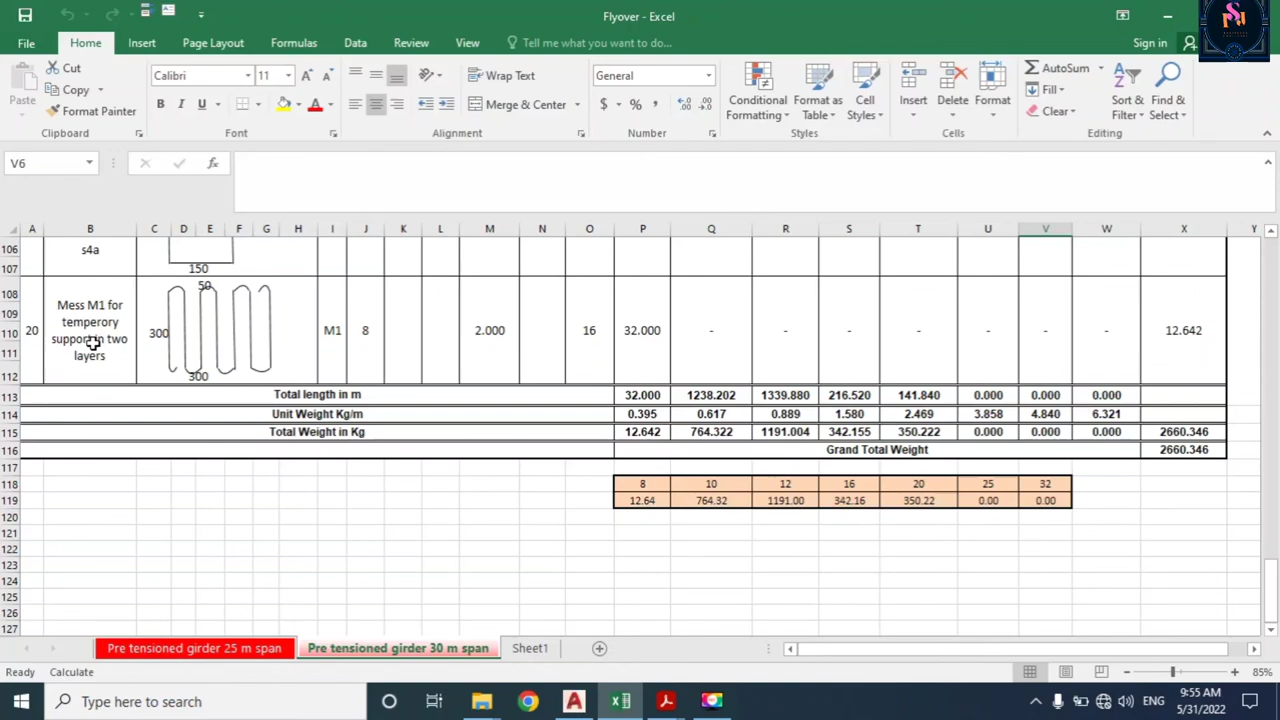 Flyover - Excel
File Home Insert Page Layout Formulas Data Review View Tell me what you want to do... Sign in
Paste Cut Copy Format Painter Clipboard
Calibri 11 B I U A Font
Wrap Text Merge & Center Alignment
General $ % , Number
Conditional Formatting Format as Table Cell Styles Styles
Insert Delete Format Cells
AutoSum Fill Clear Sort & Filter Find & Select Editing
V6 fx
A B C D E F G H I J K L M N O P Q R S T U V W X Y
106 s4a
107 150
108 50
109 Mess M1 for
110 20 temperory support in two layers 300 M1 8 2.000 16 32.000 - - - - - - - 12.642
111
112 300
113 Total length in m 32.000 1238.202 1339.880 216.520 141.840 0.000 0.000 0.000
114 Unit Weight Kg/m 0.395 0.617 0.889 1.580 2.469 3.858 4.840 6.321
115 Total Weight in Kg 12.642 764.322 1191.004 342.155 350.222 0.000 0.000 0.000 2660.346
116 Grand Total Weight 2660.346
117
118 8 10 12 16 20 25 32
119 12.64 764.32 1191.00 342.16 350.22 0.00 0.00
120
121
122
123
124
125
126
127
Pre tensioned girder 25 m span Pre tensioned girder 30 m span Sheet1
Ready Calculate 85%
Type here to search ENG 9:55 AM
5/31/2022